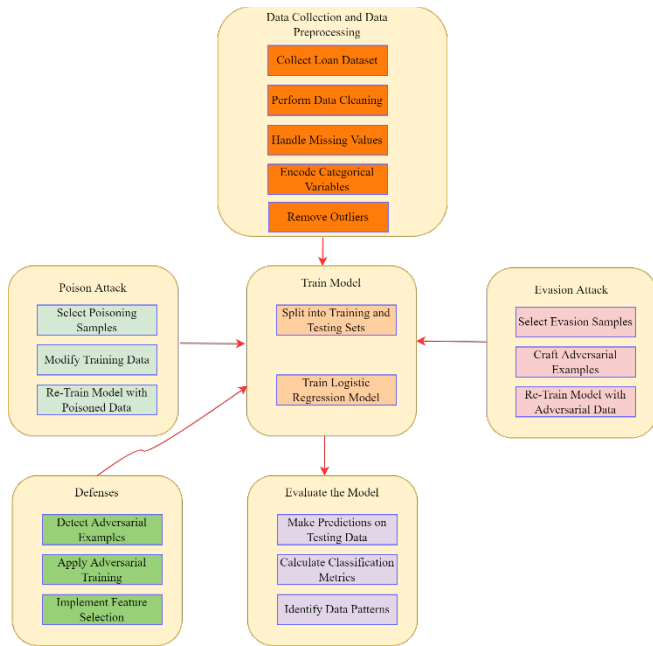 Data Collection and Data
Preprocessing
Collect Loan Dataset
Perform Data Cleaning
Handle Missing Values
Encode Categorical
Variables
Remove Outliers
Poison Attack
Select Poisoning
Samples
Modify Training Data
Re-Train Model with
Poisoned Data
Train Model
Split into Training and
Testing Sets
Train Logistic
Regression Model
Evasion Attack
Select Evasion Samples
Craft Adversarial
Examples
Re-Train Model with
Adversarial Data
Defenses
Detect Adversarial
Examples
Apply Adversarial
Training
Implement Feature
Selection
Evaluate the Model
Make Predictions on
Testing Data
Calculate Classification
Metrics
Identify Data Patterns